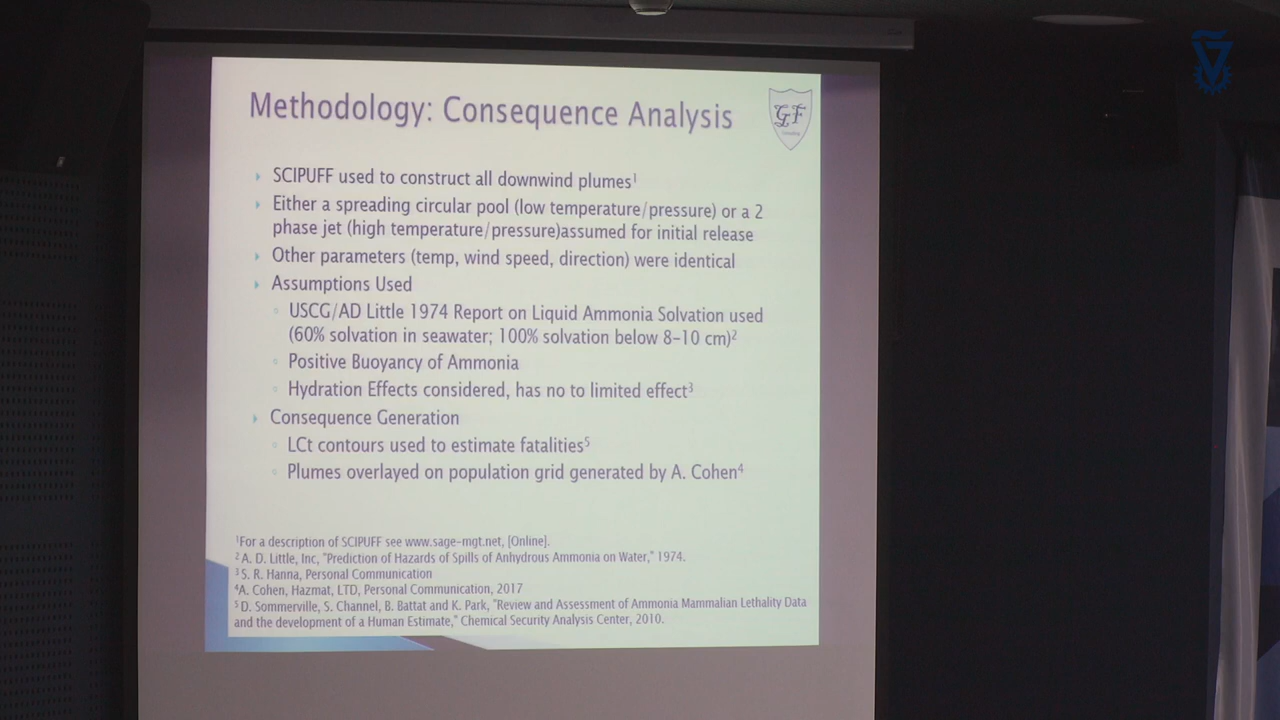 Methodology: Consequence Analysis
GF
SCIPUFF used to construct all downwind plumes¹
Either a spreading circular pool (low temperature/pressure) or a 2
phase jet (high temperature/pressure)assumed for initial release
Other parameters (temp, wind speed, direction) were identical
Assumptions Used
USCG/AD Little 1974 Report on Liquid Ammonia Solvation used
(60% solvation in seawater; 100% solvation below 8-10 cm)²
Positive Buoyancy of Ammonia
Hydration Effects considered, has no to limited effect³
Consequence Generation
LCt contours used to estimate fatalities⁵
Plumes overlayed on population grid generated by A. Cohen⁴
¹For a description of SCIPUFF see www.sage-mgt.net, [Online].
² A. D. Little, Inc, "Prediction of Hazards of Spills of Anhydrous Ammonia on Water," 1974.
³ S. R. Hanna, Personal Communication
⁴A. Cohen, Hazmat, LTD, Personal Communication, 2017
⁵ D. Sommerville, S. Channel, B. Battat and K. Park, "Review and Assessment of Ammonia Mammalian Lethality Data
and the development of a Human Estimate," Chemical Security Analysis Center, 2010.